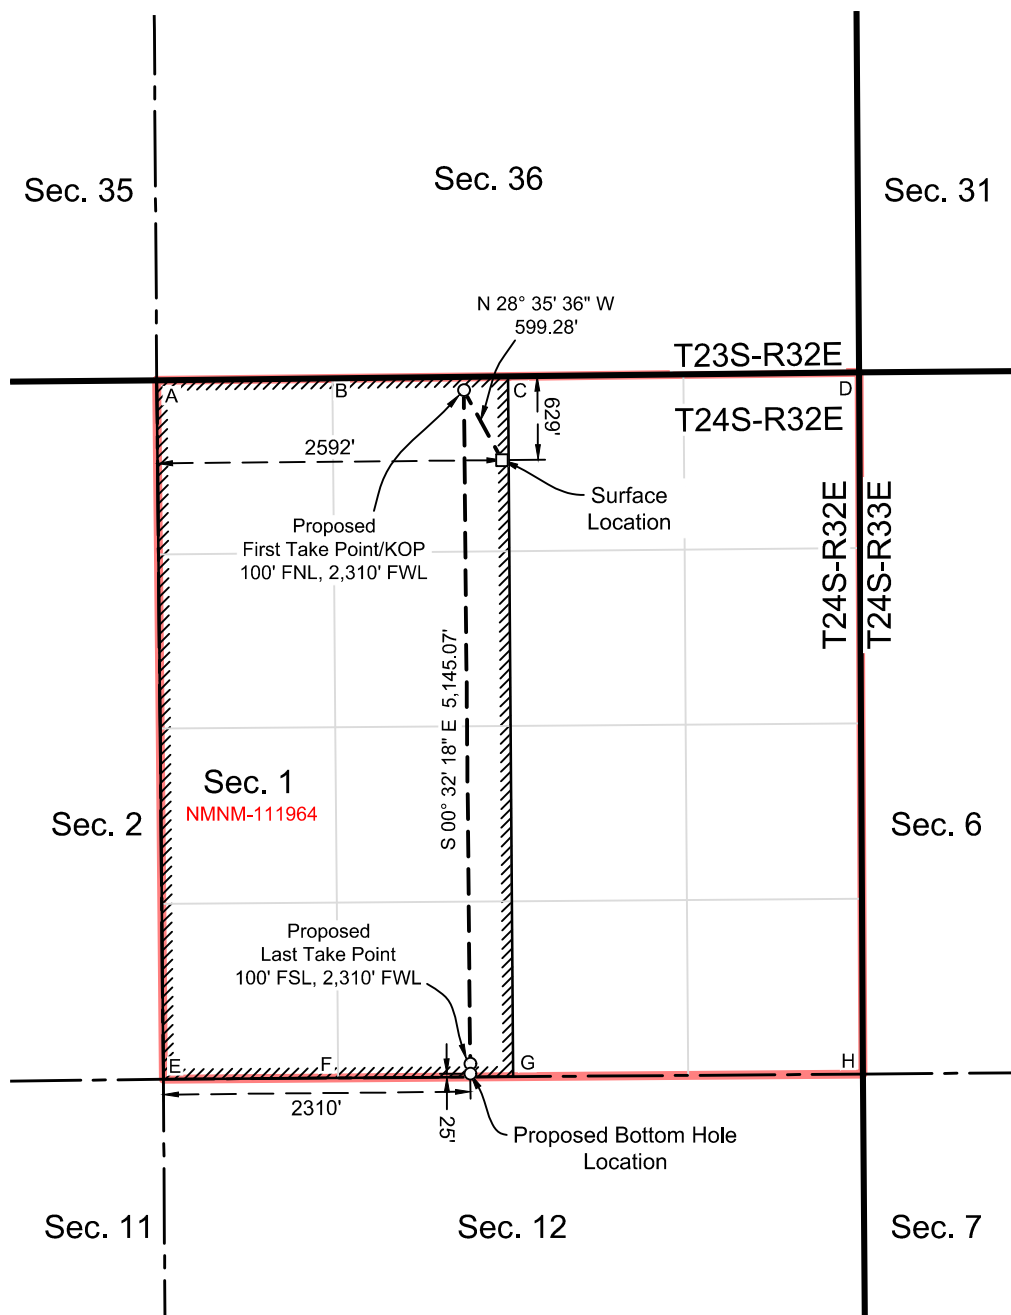 Sec. 35
Sec. 36
Sec. 31
N 28° 35' 36" W
599.28'
T23S-R32E
A
B
C
D
T24S-R32E
629'
2592'
Surface
Location
Proposed
First Take Point/KOP
100' FNL, 2,310' FWL
T24S-R32E
T24S-R33E
S 00° 32' 18" E 5,145.07'
Sec. 1
NMNM-111964
Sec. 2
Sec. 6
Proposed
Last Take Point
100' FSL, 2,310' FWL
E
F
G
H
2310'
25'
Proposed Bottom Hole
Location
Sec. 11
Sec. 12
Sec. 7